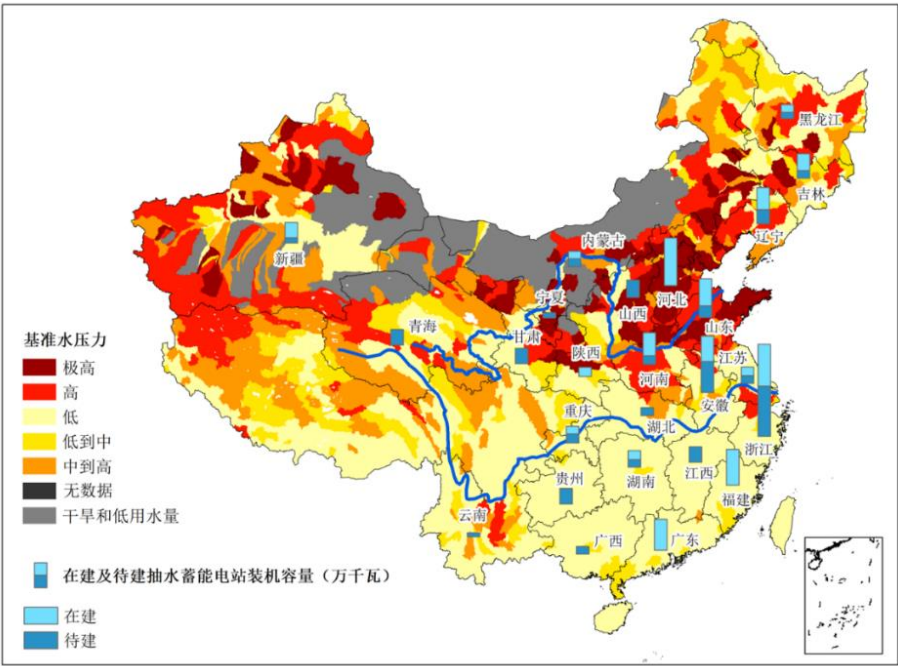 黑龙江
吉林
辽宁
内蒙古
新疆
河北
宁夏
山西
山东
青海
甘肃
陕西
河南
江苏
安徽
重庆
湖北
浙江
贵州
湖南
江西
福建
云南
广西
广东
基准水压力
极高
高
低
低到中
中到高
无数据
干旱和低用水量
在建及待建抽水蓄能电站装机容量（万千瓦）
在建
待建